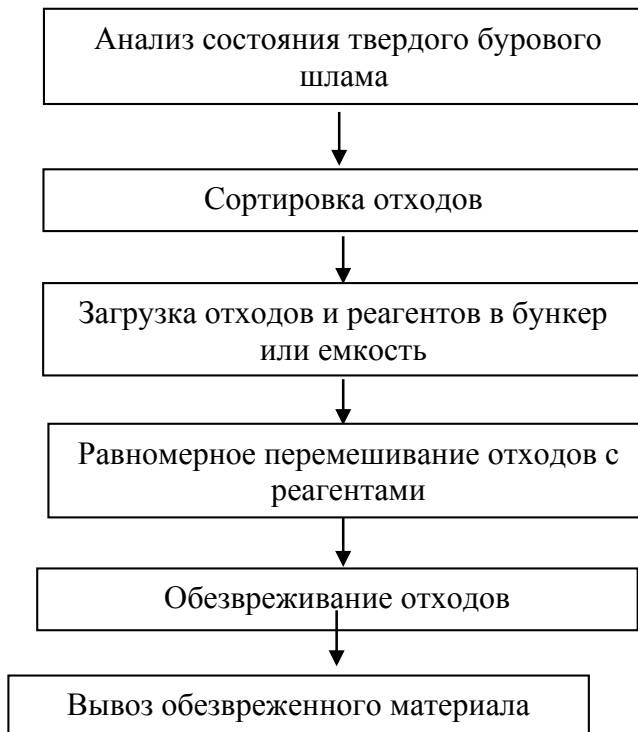 Анализ состояния твердого бурового
шлама
Сортировка отходов
Загрузка отходов и реагентов в бункер
или емкость
Равномерное перемешивание отходов с
реагентами
Обезвреживание отходов
Вывоз обезвреженного материала